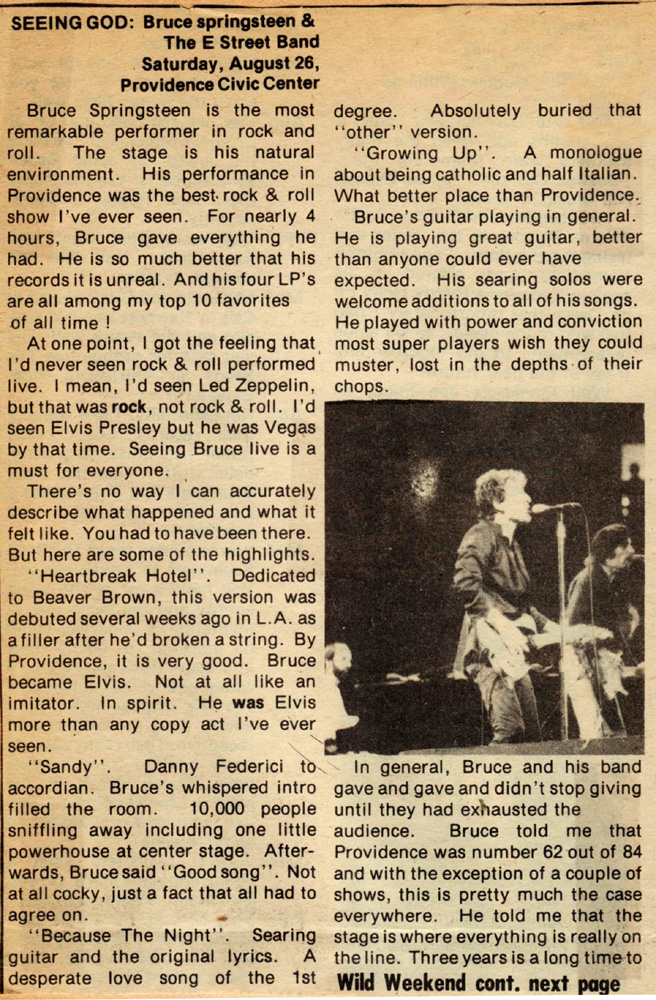 SEEING GOD: Bruce springsteen &
The E Street Band
Saturday, August 26,
Providence Civic Center
Bruce Springsteen is the most
remarkable performer in rock and
roll. The stage is his natural
environment. His performance in
Providence was the best rock & roll
show I've ever seen. For nearly 4
hours, Bruce gave everything he
had. He is so much better that his
records it is unreal. And his four LP's
are all among my top 10 favorites
of all time !
At one point, I got the feeling that
I'd never seen rock & roll performed
live. I mean, I'd seen Led Zeppelin,
but that was rock, not rock & roll. I'd
seen Elvis Presley but he was Vegas
by that time. Seeing Bruce live is a
must for everyone.
There's no way I can accurately
describe what happened and what it
felt like. You had to have been there.
But here are some of the highlights.
''Heartbreak Hotel''. Dedicated
to Beaver Brown, this version was
debuted several weeks ago in L.A. as
a filler after he'd broken a string. By
Providence, it is very good. Bruce
became Elvis. Not at all like an
imitator. In spirit. He was Elvis
more than any copy act I've ever
seen.
''Sandy''. Danny Federici to
accordian. Bruce's whispered intro
filled the room. 10,000 people
sniffling away including one little
powerhouse at center stage. After-
wards, Bruce said ''Good song''. Not
at all cocky, just a fact that all had to
agree on.
''Because The Night''. Searing
guitar and the original lyrics. A
desperate love song of the 1st
degree. Absolutely buried that
''other'' version.
''Growing Up''. A monologue
about being catholic and half Italian.
What better place than Providence.
Bruce's guitar playing in general.
He is playing great guitar, better
than anyone could ever have
expected. His searing solos were
welcome additions to all of his songs.
He played with power and conviction
most super players wish they could
muster, lost in the depths of their
chops.
In general, Bruce and his band
gave and gave and didn't stop giving
until they had exhausted the
audience. Bruce told me that
Providence was number 62 out of 84
and with the exception of a couple of
shows, this is pretty much the case
everywhere. He told me that the
stage is where everything is really on
the line. Three years is a long time to
Wild Weekend cont. next page